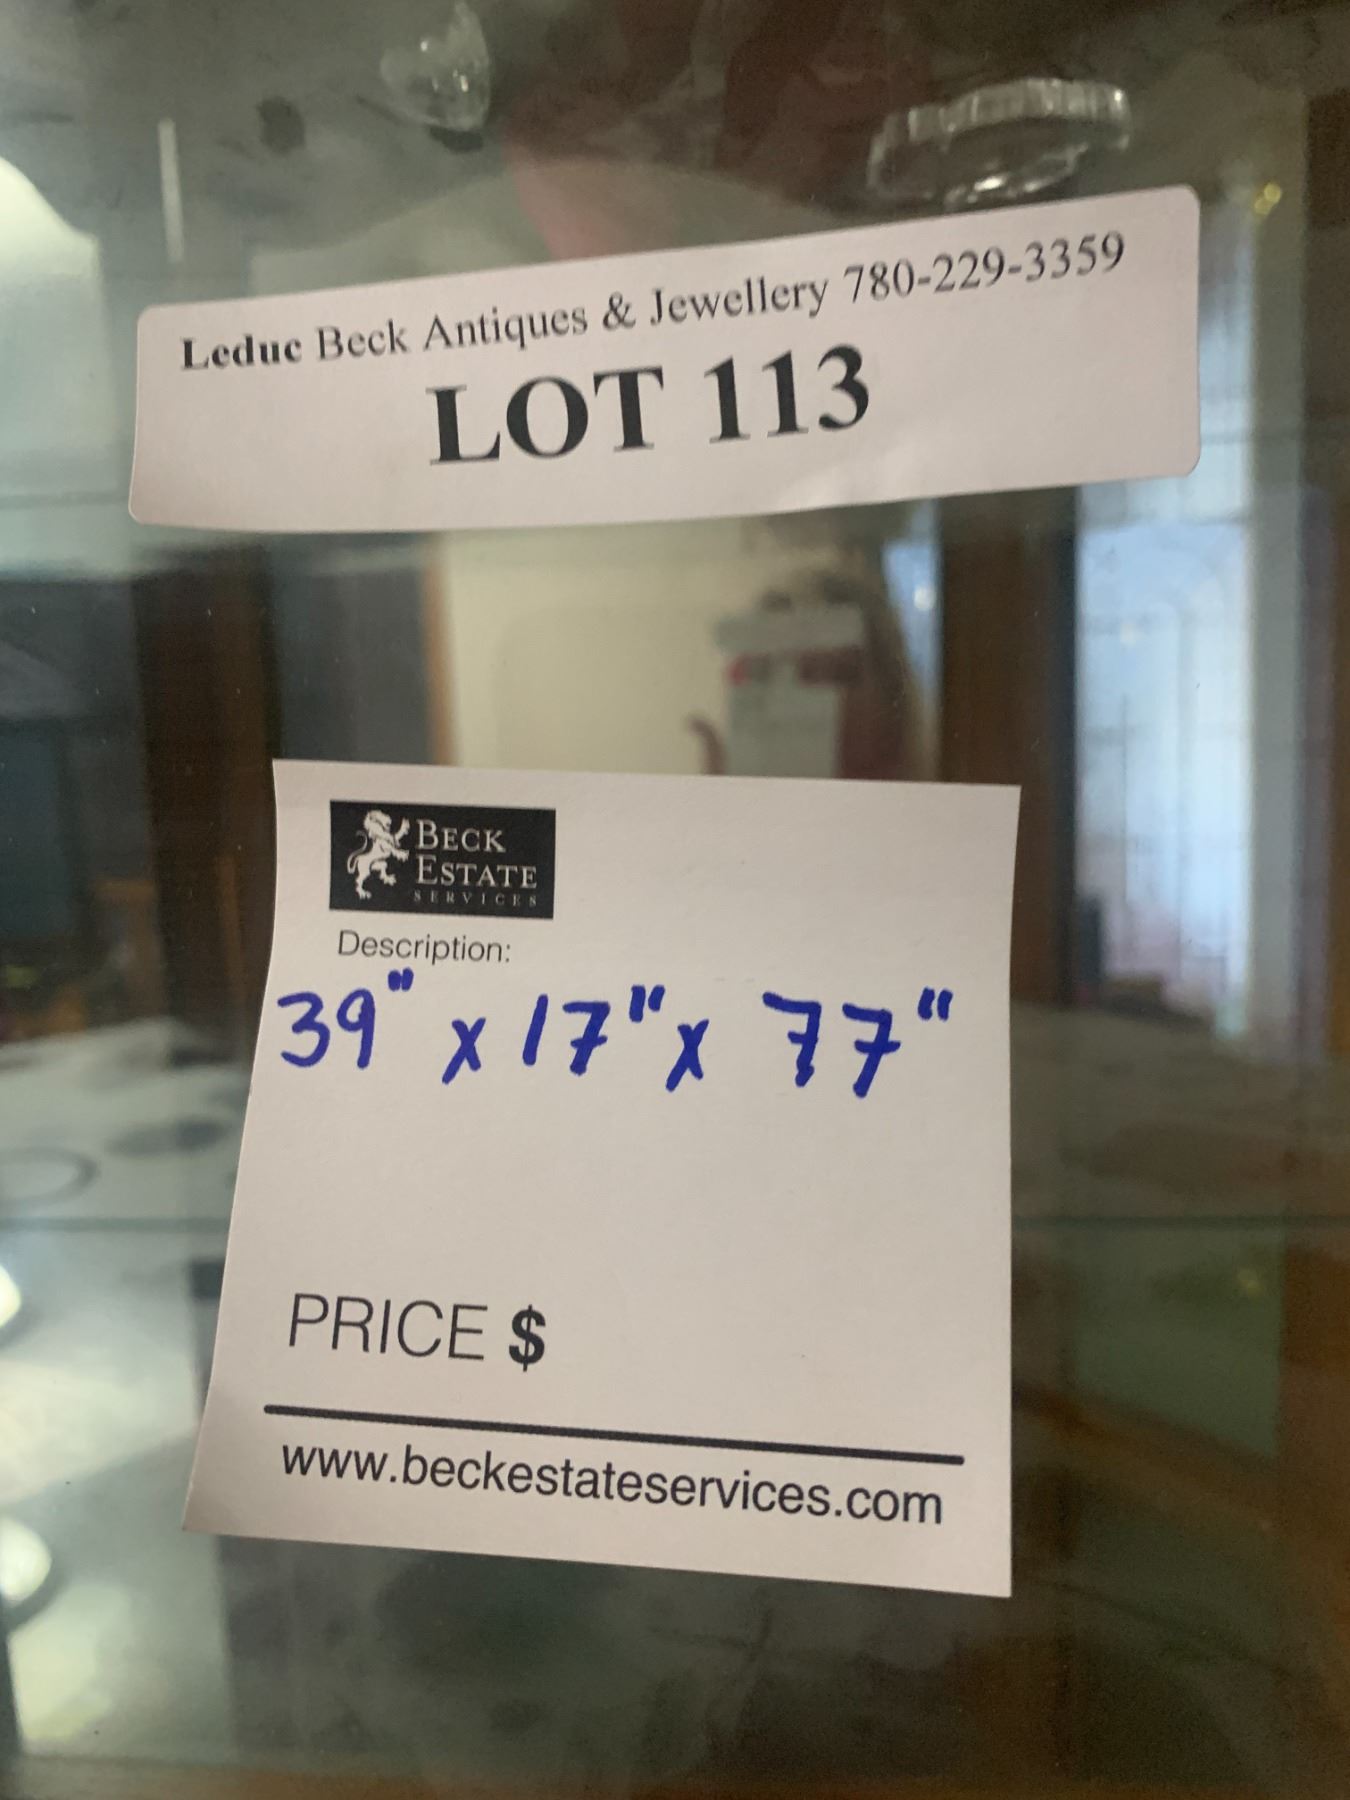 Leduc Beck Antiques & Jewellery 780-229-3359
LOT 113
BECK
ESTATE
SERVICES
Description:
39" x 17" x 77"
PRICE $
www.beckestateservices.com